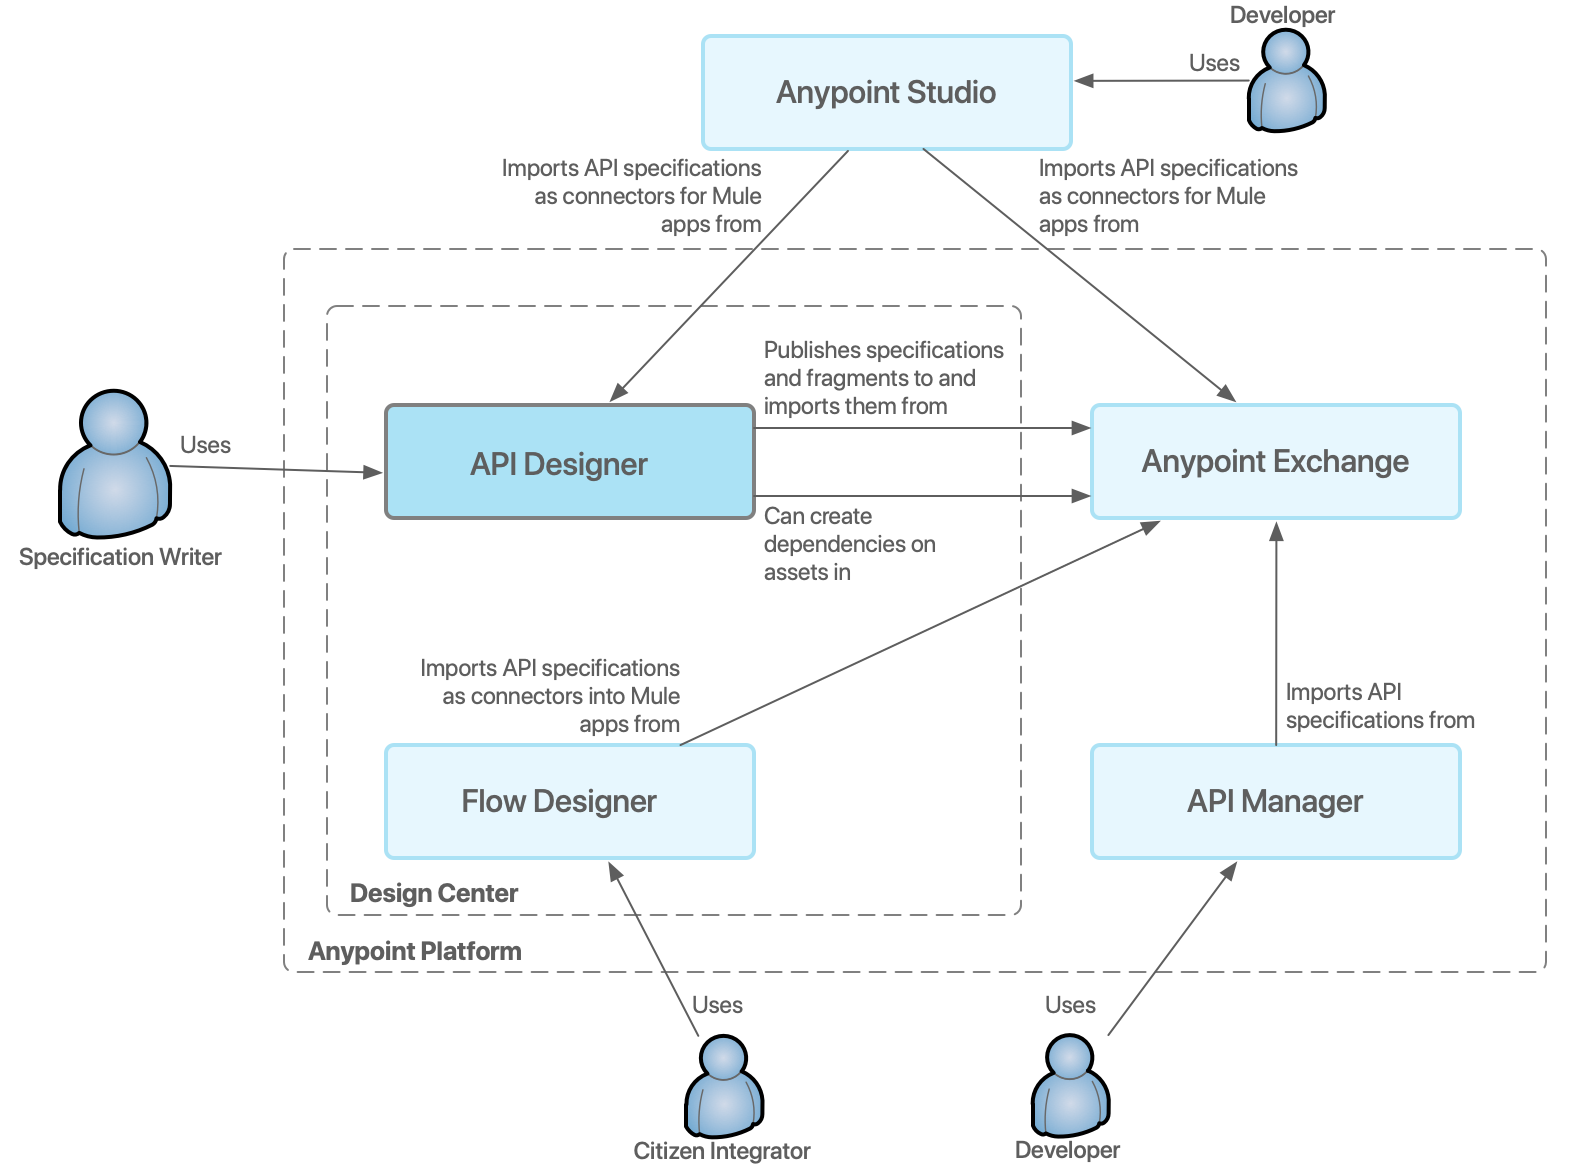 Developer
Uses
Anypoint Studio
Imports API specifications
as connectors for Mule
apps from
Imports API specifications
as connectors for Mule
apps from
Publishes specifications
and fragments to and
imports them from
Uses
API Designer
Anypoint Exchange
Specification Writer
Can create
dependencies on
assets in
Imports API specifications
as connectors into Mule
apps from
Imports API
specifications from
Flow Designer
API Manager
Design Center
Anypoint Platform
Uses
Uses
Citizen Integrator
Developer